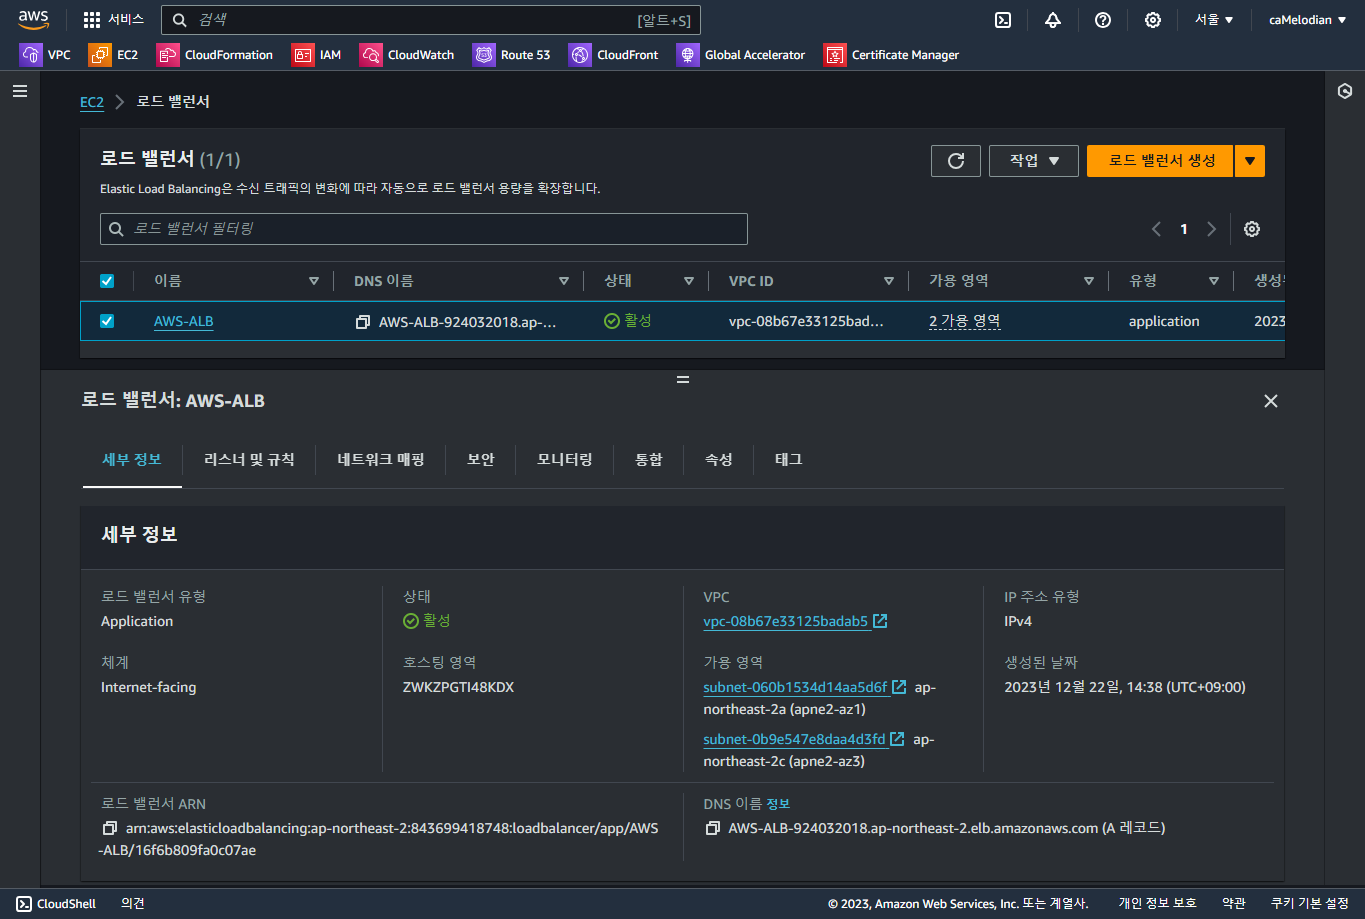 aws 서비스 검색 [알트+S] 서울 caMelodian
VPC EC2 CloudFormation IAM CloudWatch Route 53 CloudFront Global Accelerator Certificate Manager
EC2 로드 밸런서
로드 밸런서 (1/1) 작업 로드 밸런서 생성
Elastic Load Balancing은 수신 트래픽의 변화에 따라 자동으로 로드 밸런서 용량을 확장합니다.
로드 밸런서 필터링 1
이름 DNS 이름 상태 VPC ID 가용 영역 유형
AWS-ALB AWS-ALB-924032018.ap-... 활성 vpc-08b67e33125bad... 2 가용 영역 application 2023
로드 밸런서: AWS-ALB
세부 정보 리스너 및 규칙 네트워크 매핑 보안 모니터링 통합 속성 태그
세부 정보
로드 밸런서 유형
Application
상태
활성
VPC
vpc-08b67e33125badab5
IP 주소 유형
IPv4
체계
Internet-facing
호스팅 영역
ZWKZPGTI48KDX
가용 영역
subnet-060b1534d14aa5d6f ap-
northeast-2a (apne2-az1)
subnet-0b9e547e8daa4d3fd ap-
northeast-2c (apne2-az3)
생성된 날짜
2023년 12월 22일, 14:38 (UTC+09:00)
로드 밸런서 ARN
arn:aws:elasticloadbalancing:ap-northeast-2:843699418748:loadbalancer/app/AWS
-ALB/16f6b809fa0c07ae
DNS 이름 정보
AWS-ALB-924032018.ap-northeast-2.elb.amazonaws.com (A 레코드)
CloudShell 의견 © 2023, Amazon Web Services, Inc. 또는 계열사. 개인 정보 보호 약관 쿠키 기본 설정